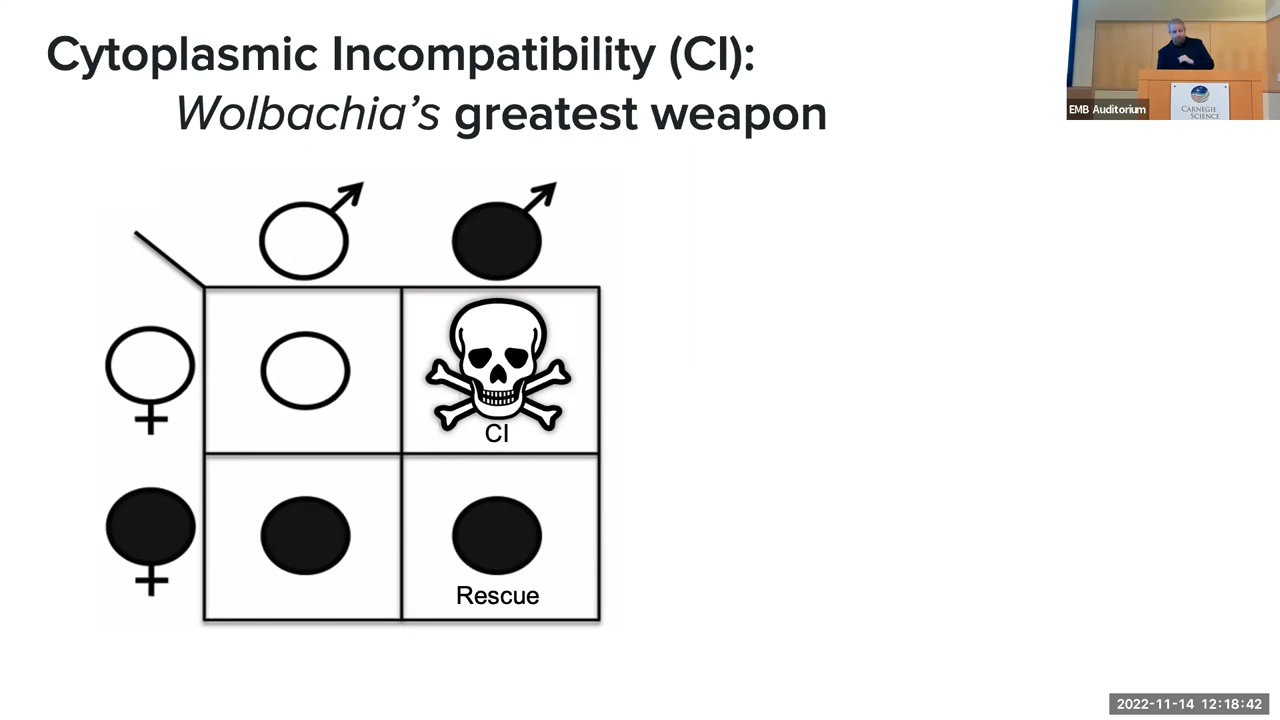 Cytoplasmic Incompatibility (CI):
Wolbachia's greatest weapon
EMB Auditorium
CARNEGIE
SCIENCE
CI
Rescue
2022-11-14 12:18:42